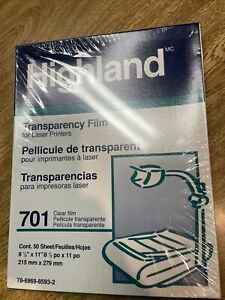 Highland
MC
Transparency Film
for Laser Printers
Pellicule de transparent
pour imprimantes à laser
Transparencias
para impresoras laser
701
Clear film
Pellicule transparente
Película transparente
Cont. 50 Sheet/Feuilles/Hojas
8 ½" x 11"/8 ½ po x 11 po
215 mm x 279 mm
78-6969-8593-2